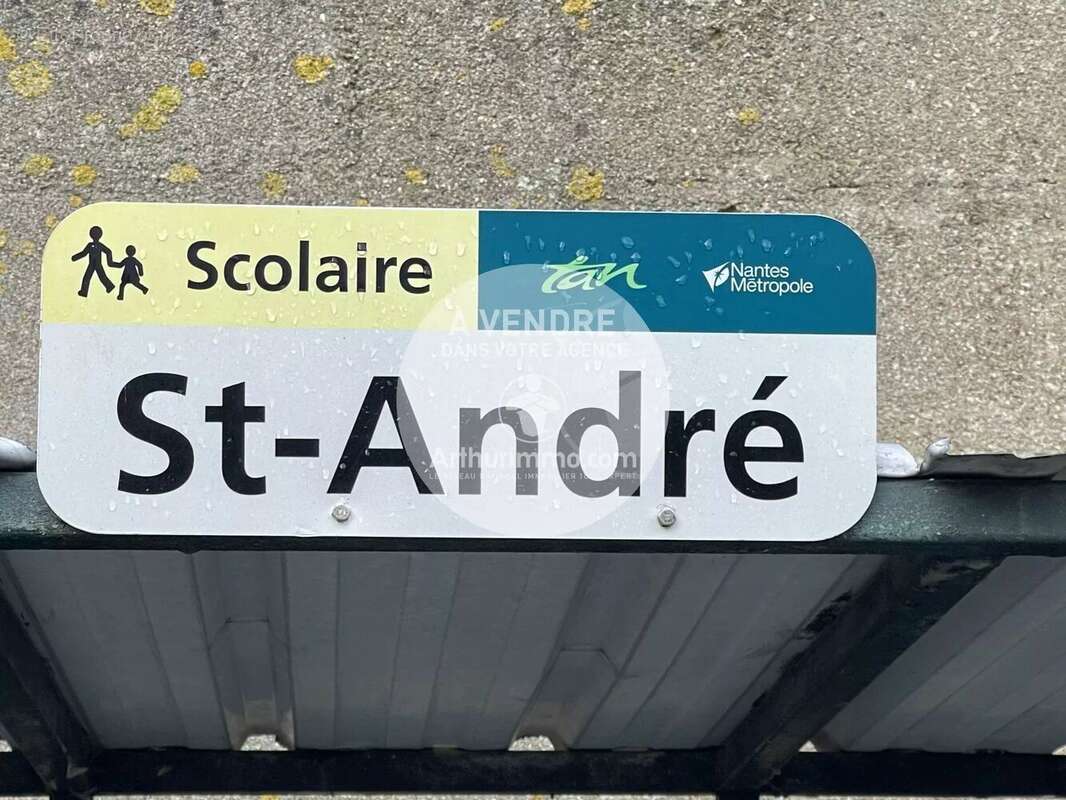 Scolaire
tan
Nantes
Métropole
St-André
A VENDRE
DANS VOTRE AGENCE
Arthurimmo.com